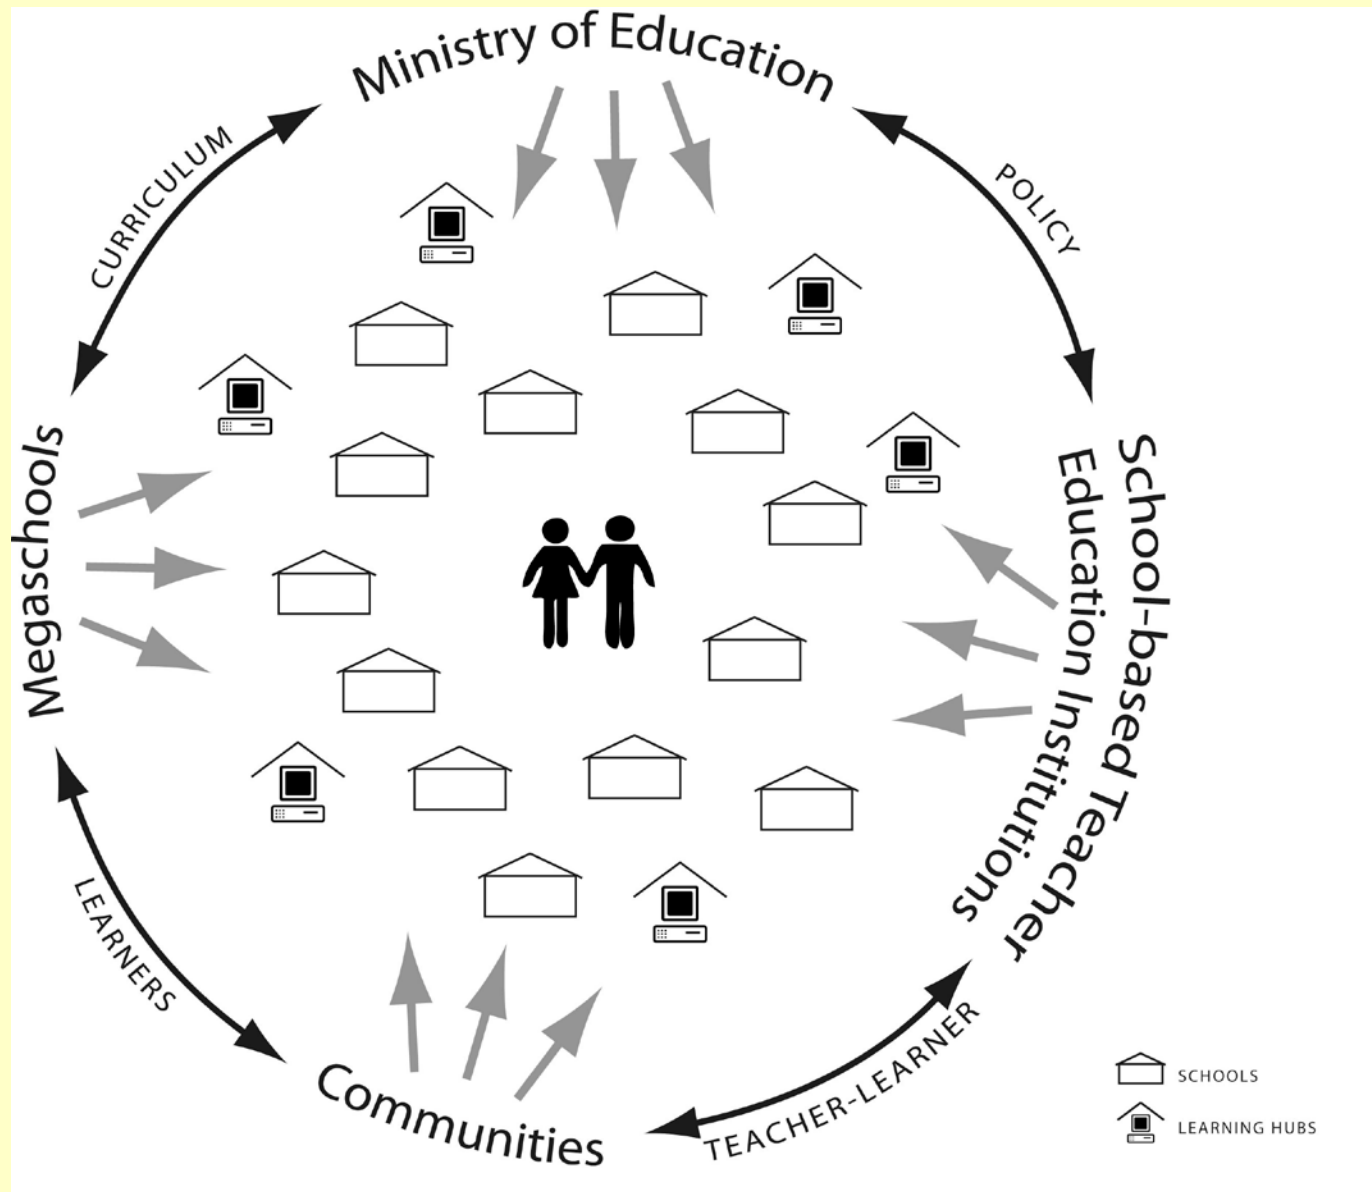 Ministry of Education
CURRICULUM
POLICY
Megaschools
School-based Teacher
Education Institutions
LEARNERS
Communities
TEACHER-LEARNER
SCHOOLS
LEARNING HUBS